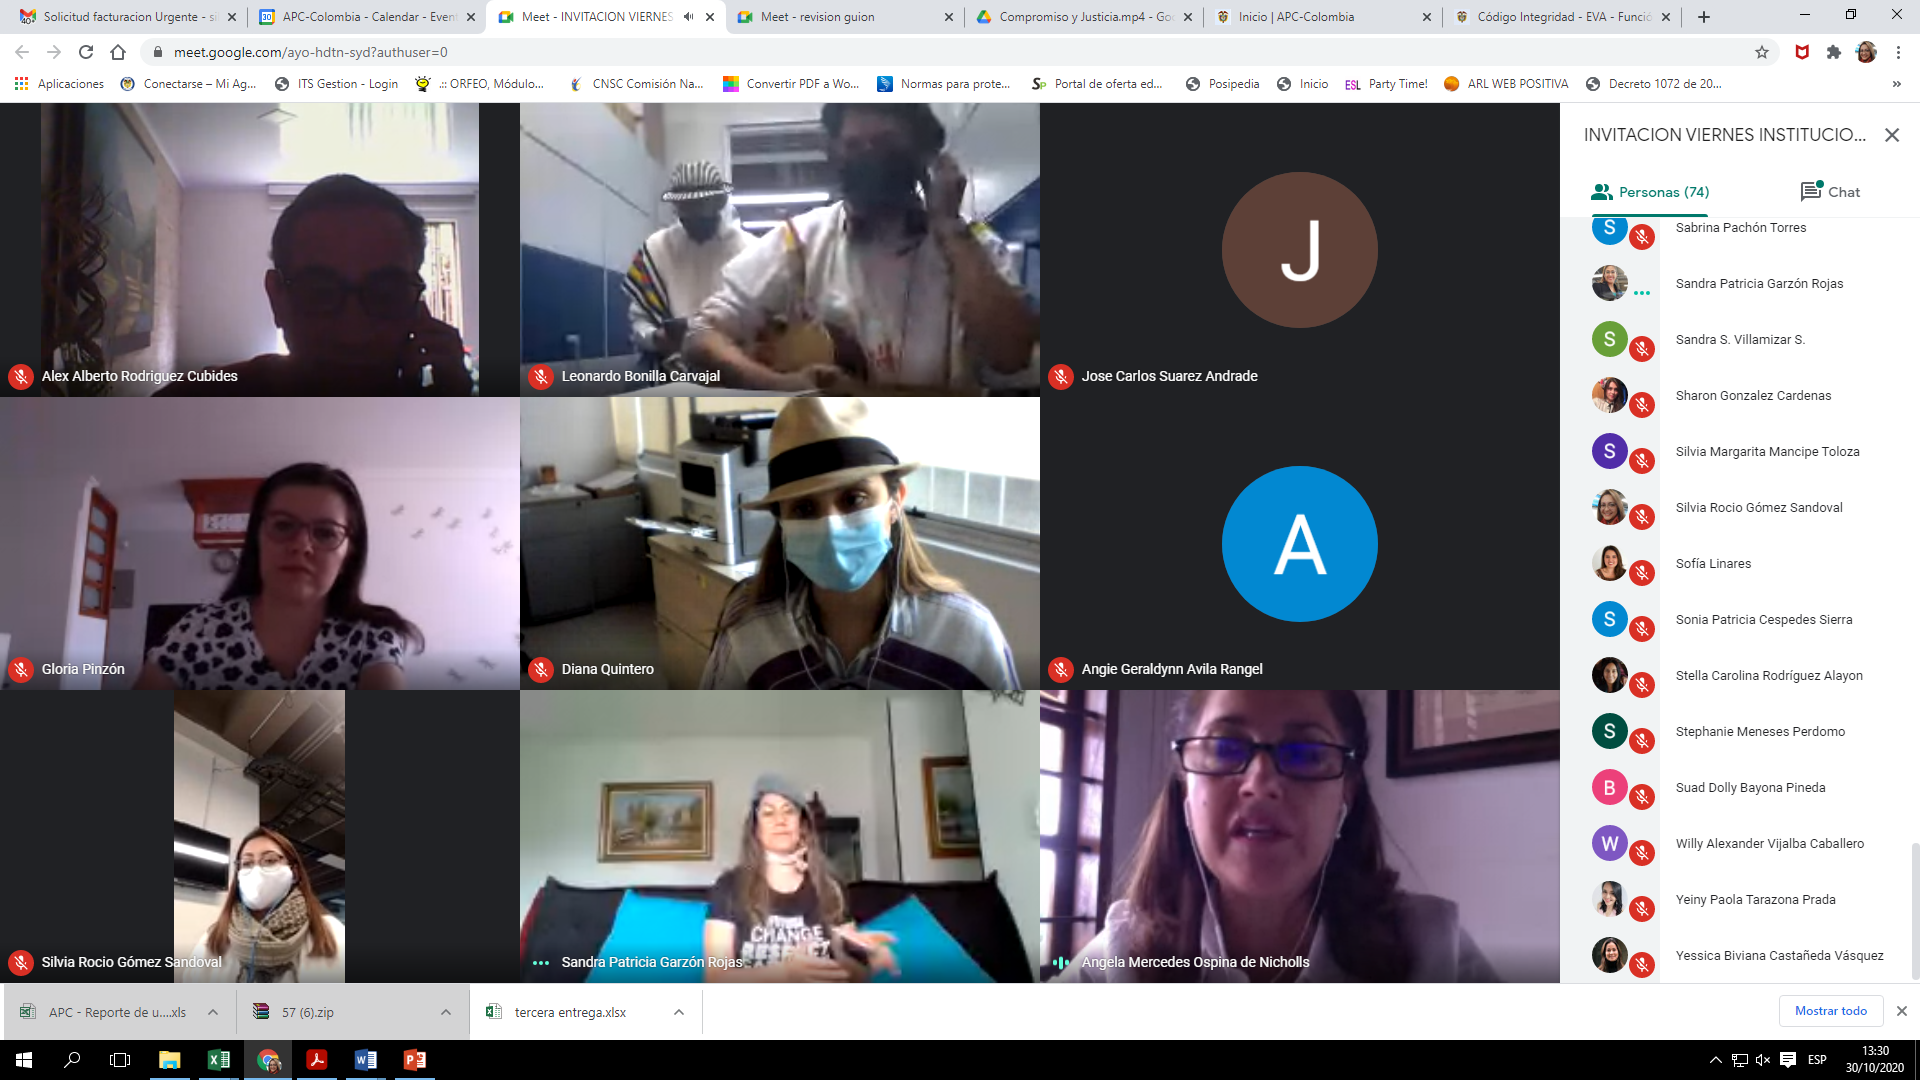 Solicitud facturacion Urgente - s
APC-Colombia - Calendar - Event
Meet - INVITACION VIERNES
Meet - revision guion
Compromiso y Justicia.mp4 - Goo
Inicio | APC-Colombia
Código Integridad - EVA - Funció
meet.google.com/ayo-hdtn-syd?authuser=0
Aplicaciones
Conectarse – Mi Ag...
ITS Gestion - Login
.:: ORFEO, Módulo...
CNSC Comisión Na...
Convertir PDF a Wo...
Normas para prote...
Portal de oferta ed...
Posipedia
Inicio
ESL Party Time!
ARL WEB POSITIVA
Decreto 1072 de 20...
»
INVITACION VIERNES INSTITUCIO...
Personas (74)
Chat
S Sabrina Pachón Torres
Sandra Patricia Garzón Rojas
S Sandra S. Villamizar S.
Sharon Gonzalez Cardenas
S Silvia Margarita Mancipe Toloza
Silvia Rocio Gómez Sandoval
Sofía Linares
S Sonia Patricia Cespedes Sierra
Stella Carolina Rodríguez Alayon
S Stephanie Meneses Perdomo
B Suad Dolly Bayona Pineda
W Willy Alexander Vijalba Caballero
Yeiny Paola Tarazona Prada
Yessica Biviana Castañeda Vásquez
Alex Alberto Rodriguez Cubides
Leonardo Bonilla Carvajal
J
Jose Carlos Suarez Andrade
Gloria Pinzón
Diana Quintero
A
Angie Geraldynn Avila Rangel
Silvia Rocio Gómez Sandoval
CHANGE
Sandra Patricia Garzón Rojas
Angela Mercedes Ospina de Nicholls
APC - Reporte de u....xls
57 (6).zip
tercera entrega.xlsx
Mostrar todo
ESP
13:30
30/10/2020